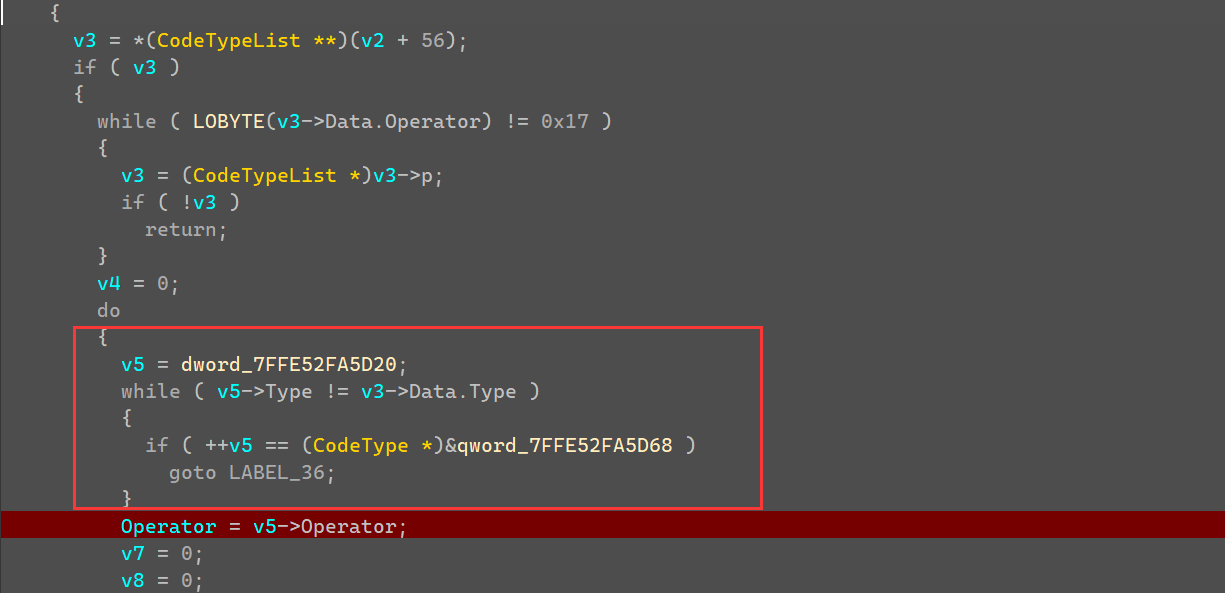 {
v3 = *(CodeTypeList **)(v2 + 56);
if ( v3 )
{
while ( LOBYTE(v3->Data.Operator) != 0x17 )
{
v3 = (CodeTypeList *)v3->p;
if ( !v3 )
return;
}
v4 = 0;
do
{
v5 = dword_7FFE52FA5D20;
while ( v5->Type != v3->Data.Type )
{
if ( ++v5 == (CodeType *)&qword_7FFE52FA5D68 )
goto LABEL_36;
}
Operator = v5->Operator;
v7 = 0;
v8 = 0;